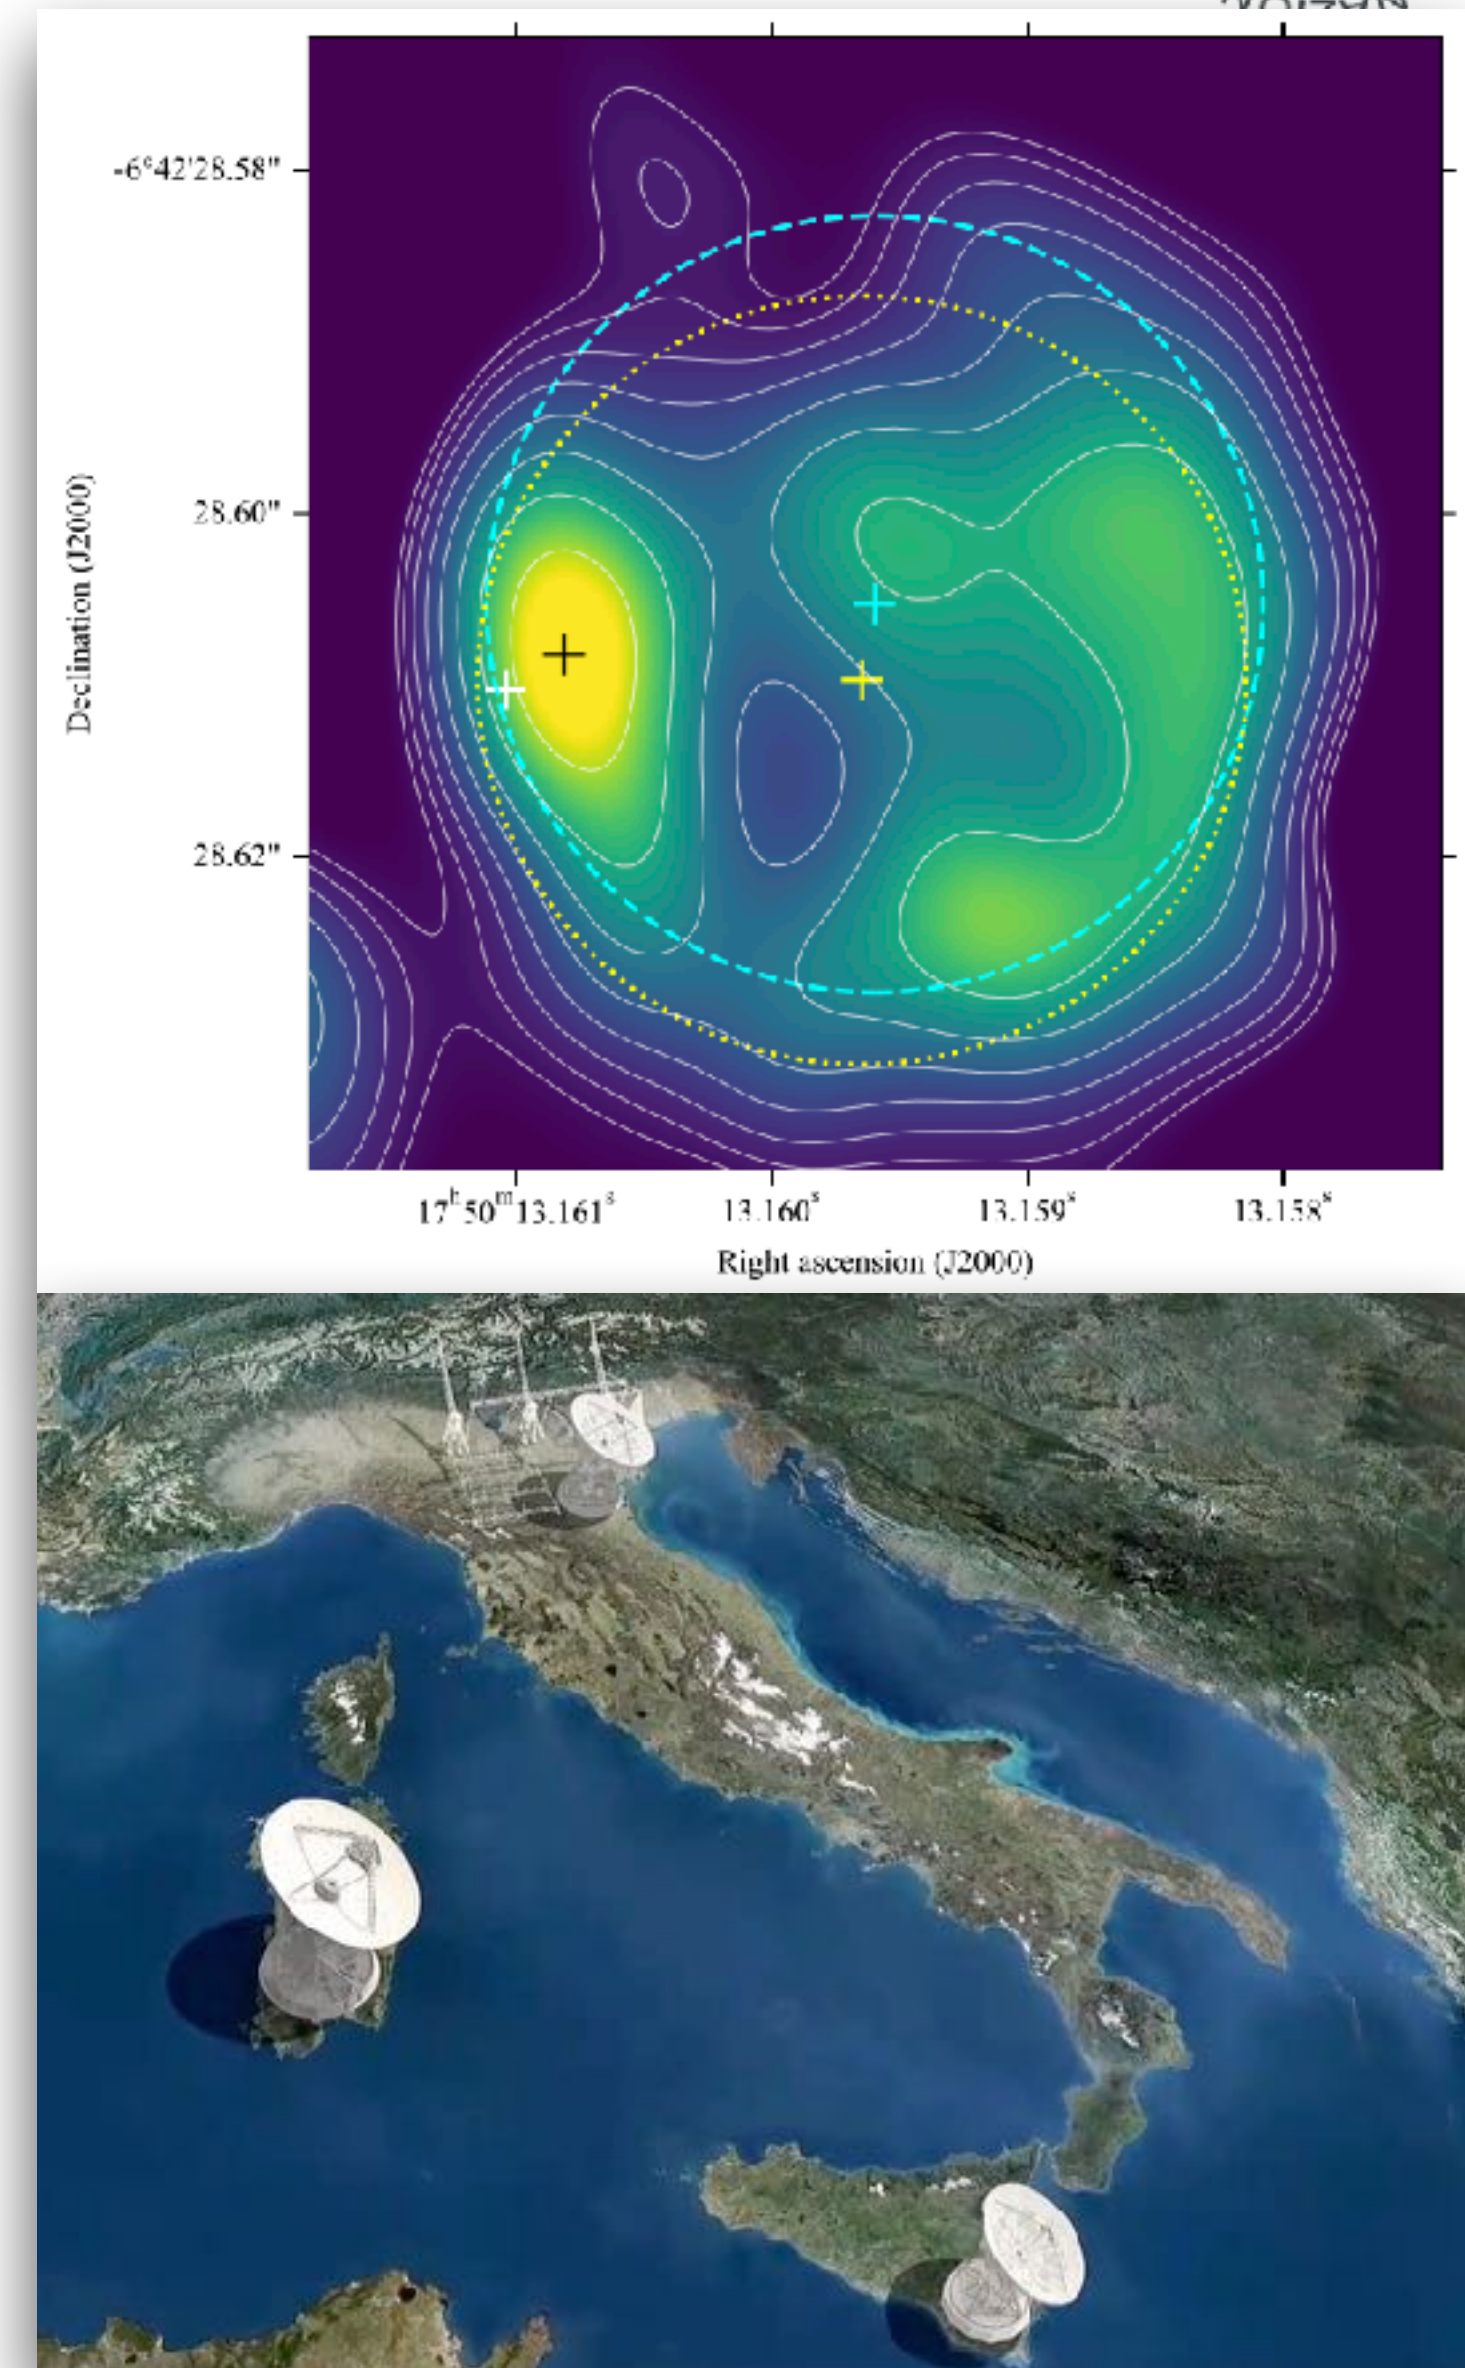 -6°42'28.58"
28.60"
28.62"
Declination (J2000)
17h50m13.161s
13.160s
13.159s
13.158s
Right ascension (J2000)